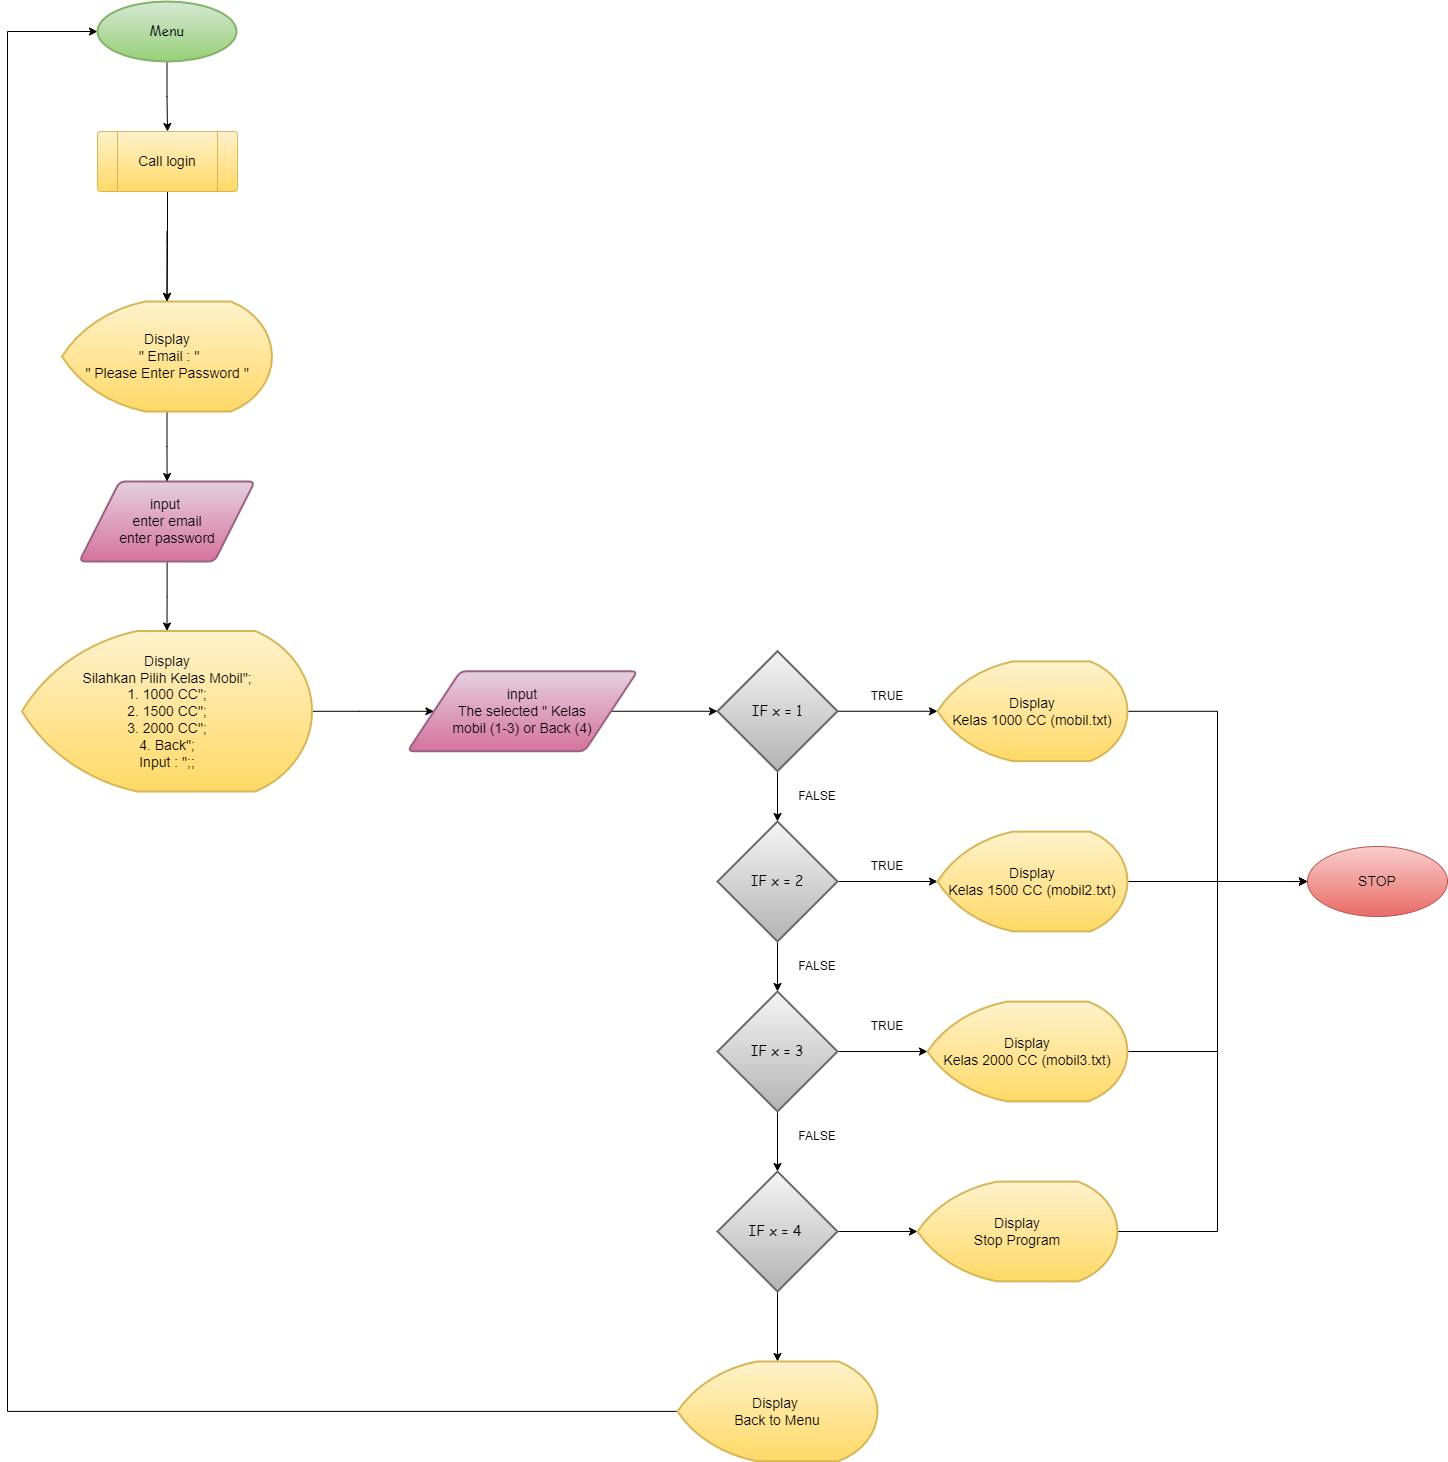 Menu
Call login
Display
" Email : "
" Please Enter Password "
input
enter email
enter password
Display
Silahkan Pilih Kelas Mobil";
1. 1000 CC";
2. 1500 CC";
3. 2000 CC";
4. Back";
Input : ";;
input
The selected " Kelas
mobil (1-3) or Back (4)
IF x = 1
TRUE
Display
Kelas 1000 CC (mobil.txt)
FALSE
IF x = 2
TRUE
Display
Kelas 1500 CC (mobil2.txt)
STOP
FALSE
IF x = 3
TRUE
Display
Kelas 2000 CC (mobil3.txt)
FALSE
IF x = 4
Display
Stop Program
Display
Back to Menu